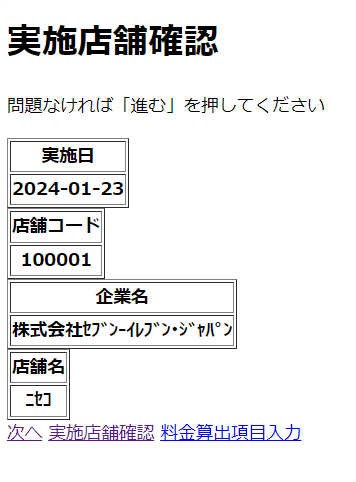 実施店舗確認
問題なければ「進む」を押してください
実施日
2024-01-23
店舗コード
100001
企業名
株式会社ｾﾌﾞﾝｰｲﾚﾌﾞﾝ･ｼﾞｬﾊﾟﾝ
店舗名
ﾆｾｺ
次へ 実施店舗確認 料金算出項目入力